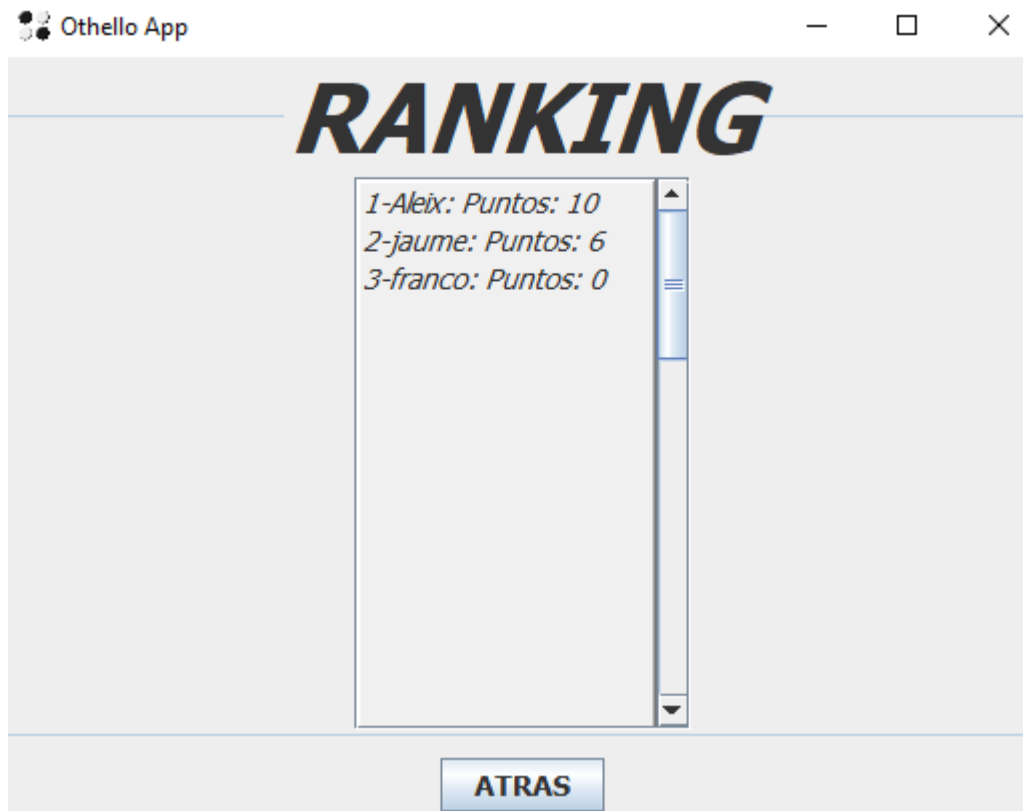 Othello App
RANKING
1-Aleix: Puntos: 10
2-jaume: Puntos: 6
3-franco: Puntos: 0
ATRAS